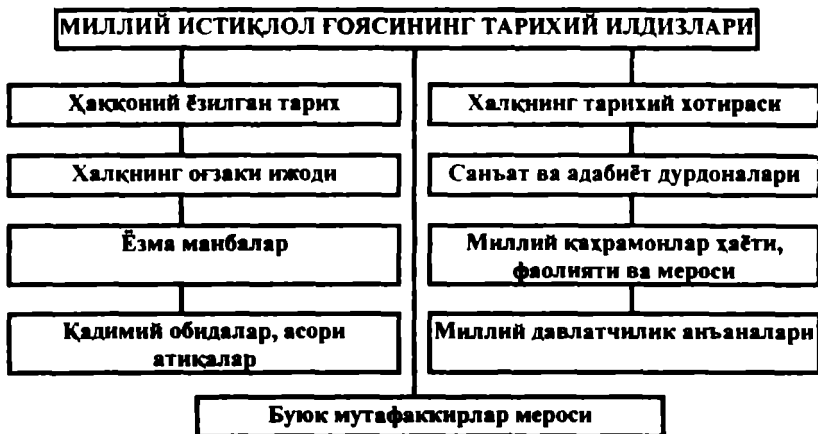 МИЛЛИЙ ИСТИҚЛОЛ ҒОЯСИНИНГ ТАРИХИЙ ИЛДИЗЛАРИ
Ҳаққоний ёзилган тарих
Халқнинг оғзаки ижоди
Ёзма манбалар
Қадимий обидалар, асори
атиқалар
Халқнинг тарихий хотираси
Санъат ва адабиёт дурдоналари
Миллий қаҳрамонлар ҳаёти,
фаолияти ва мероси
Миллий давлатчилик анъаналари
Буюк мутафаккирлар мероси